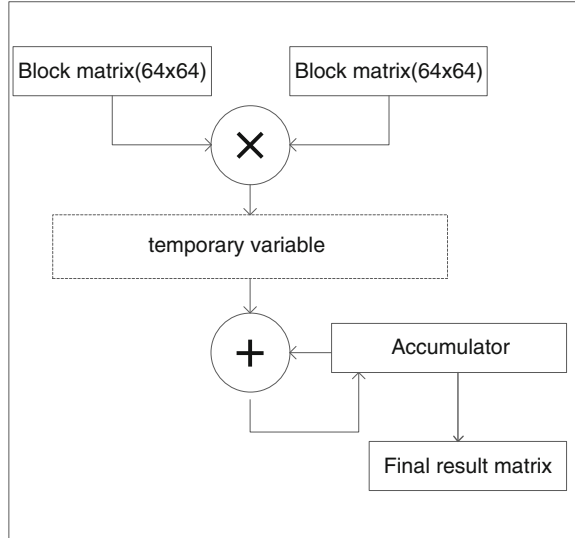 Block matrix(64x64)
Block matrix(64x64)
×
temporary variable
+
Accumulator
Final result matrix